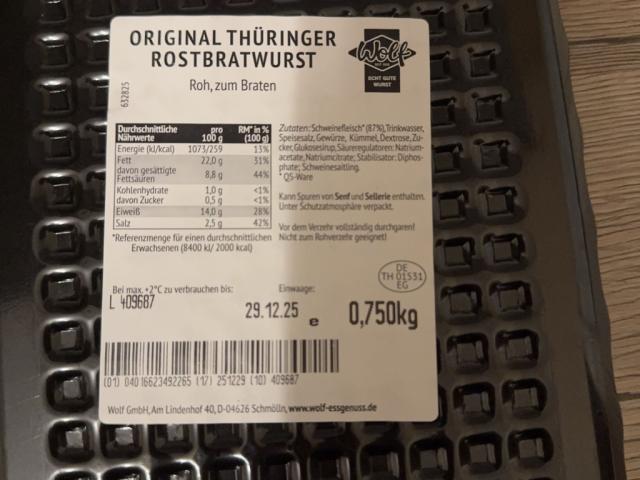 ORIGINAL THÜRINGER
ROSTBRATWURST
Roh, zum Braten
Wolf
ECHT GUTE
WURST
632825
Durchschnittliche Nährwerte pro 100 g RM* in % (100 g)
Energie (kJ/kcal) 1073/259 13%
Fett 22,0 g 31%
davon gesättigte Fettsäuren 8,8 g 44%
Kohlenhydrate 1,0 g <1%
davon Zucker 0,5 g <1%
Eiweiß 14,0 g 28%
Salz 2,5 g 42%
*Referenzmenge für einen durchschnittlichen
Erwachsenen (8400 kJ/ 2000 kcal)
Zutaten: Schweinefleisch* (87%), Trinkwasser,
Speisesalz, Gewürze, Kümmel, Dextrose, Zu-
cker, Glukosesirup, Säureregulatoren: Natrium-
acetate, Natriumcitrate; Stabilisator: Diphos-
phate; Schweinesaitling.
* QS-Ware
Kann Spuren von Senf und Sellerie enthalten.
Unter Schutzatmosphäre verpackt.
Vor dem Verzehr vollständig durchgaren!
Nicht zum Rohverzehr geeignet!
DE
TH 01531
EG
Bei max. +2°C zu verbrauchen bis:
L 409687
29.12.25
Einwaage:
e 0,750kg
(01) 04016623492265 (17) 251229 (10) 409687
Wolf GmbH, Am Lindenhof 40, D-04626 Schmölln, www.wolf-essgenuss.de